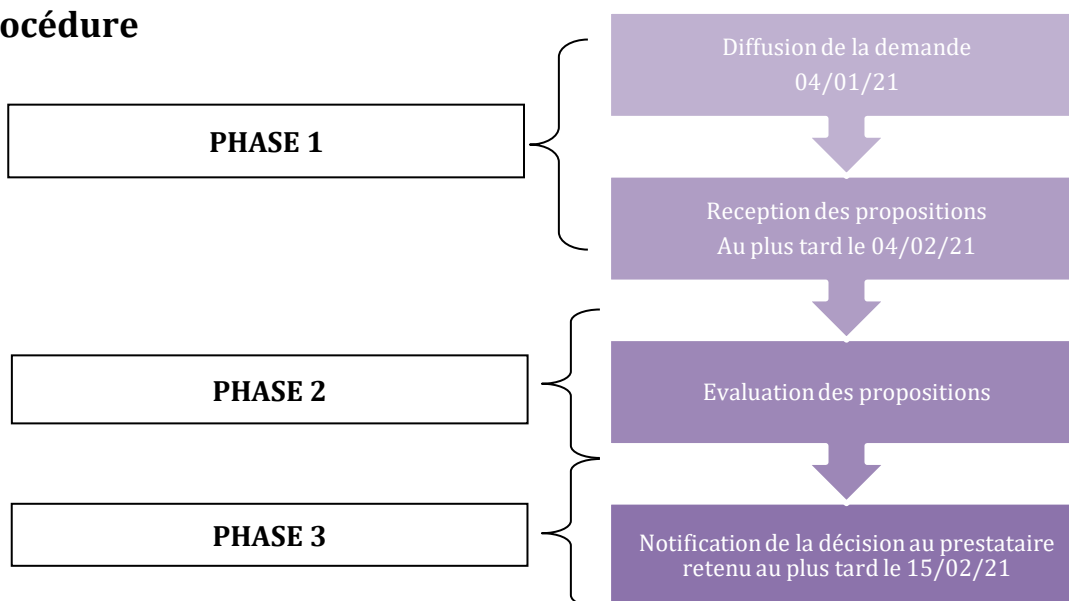 océdure
PHASE 1
Diffusion de la demande
04/01/21
Reception des propositions
Au plus tard le 04/02/21
PHASE 2
Evaluation des propositions
PHASE 3
Notification de la décision au prestataire
retenu au plus tard le 15/02/21